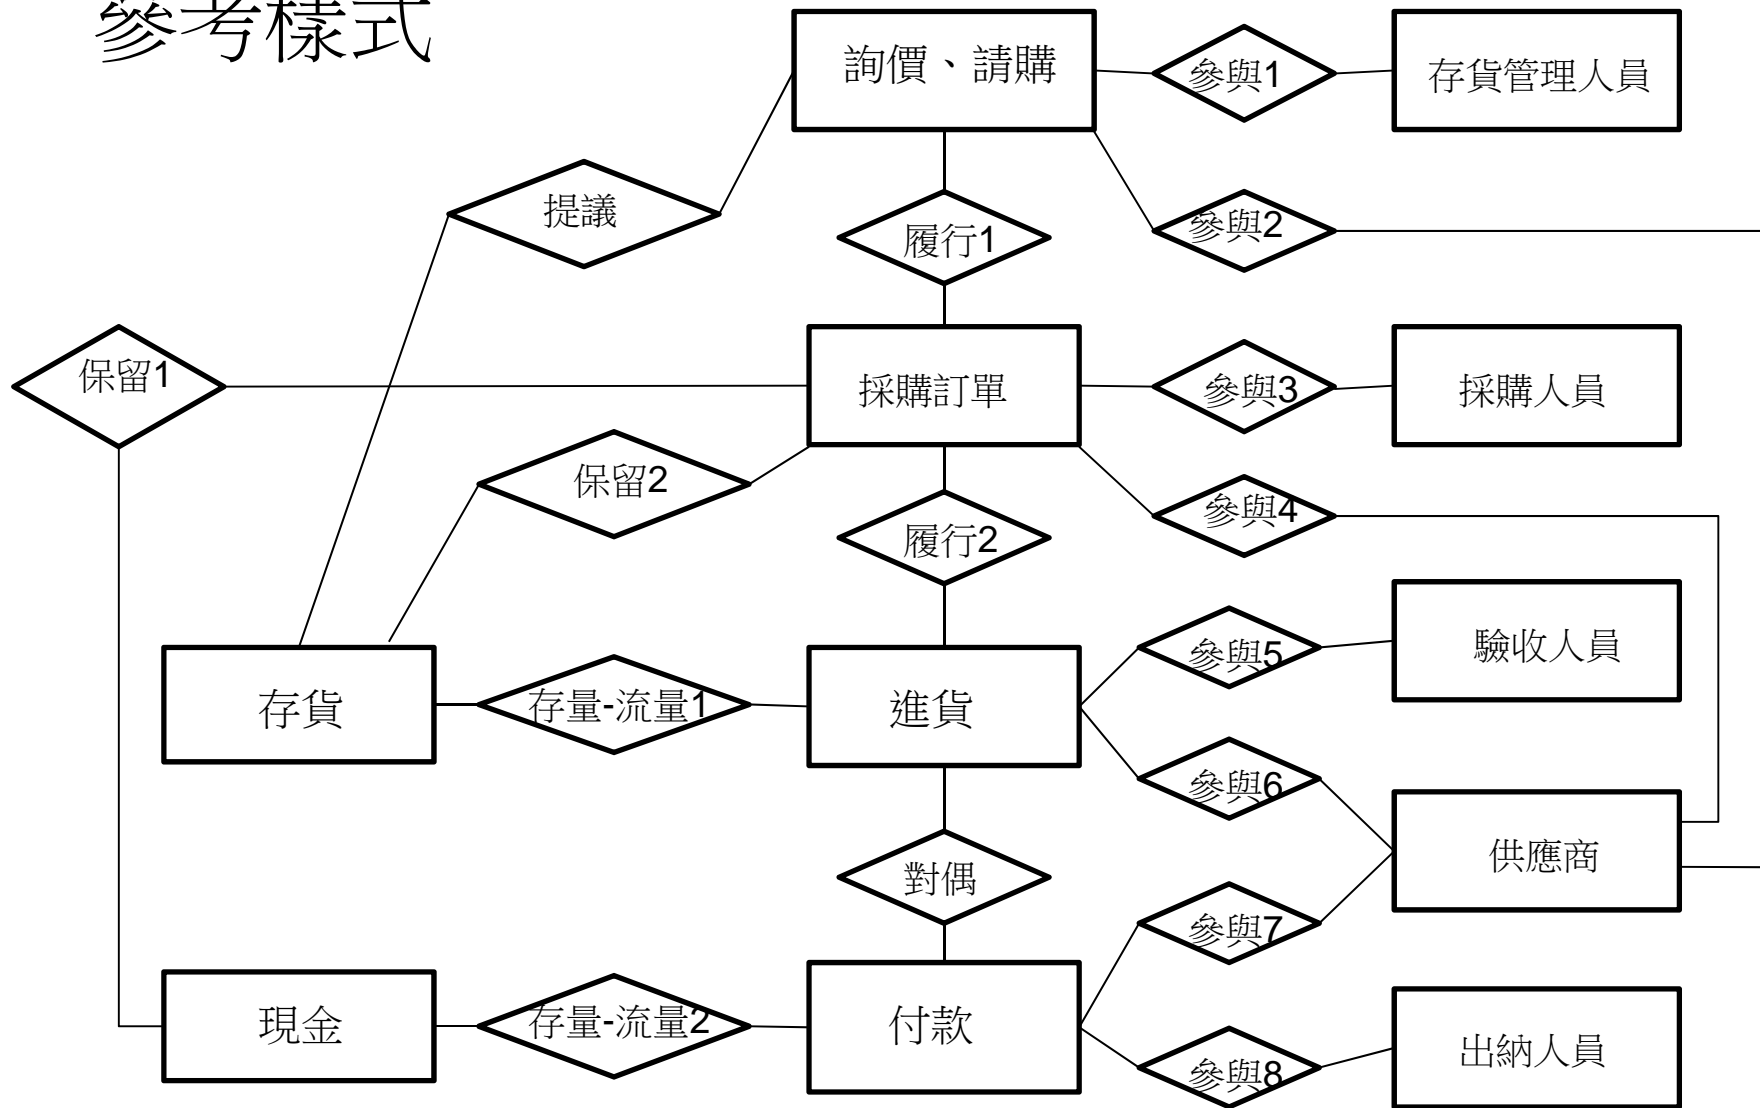 參考樣式
詢價、請購
參與1
存貨管理人員
提議
履行1
參與2
保留1
採購訂單
參與3
採購人員
保留2
履行2
參與4
存貨
存量-流量1
進貨
參與5
驗收人員
參與6
對偶
供應商
參與7
現金
存量-流量2
付款
參與8
出納人員